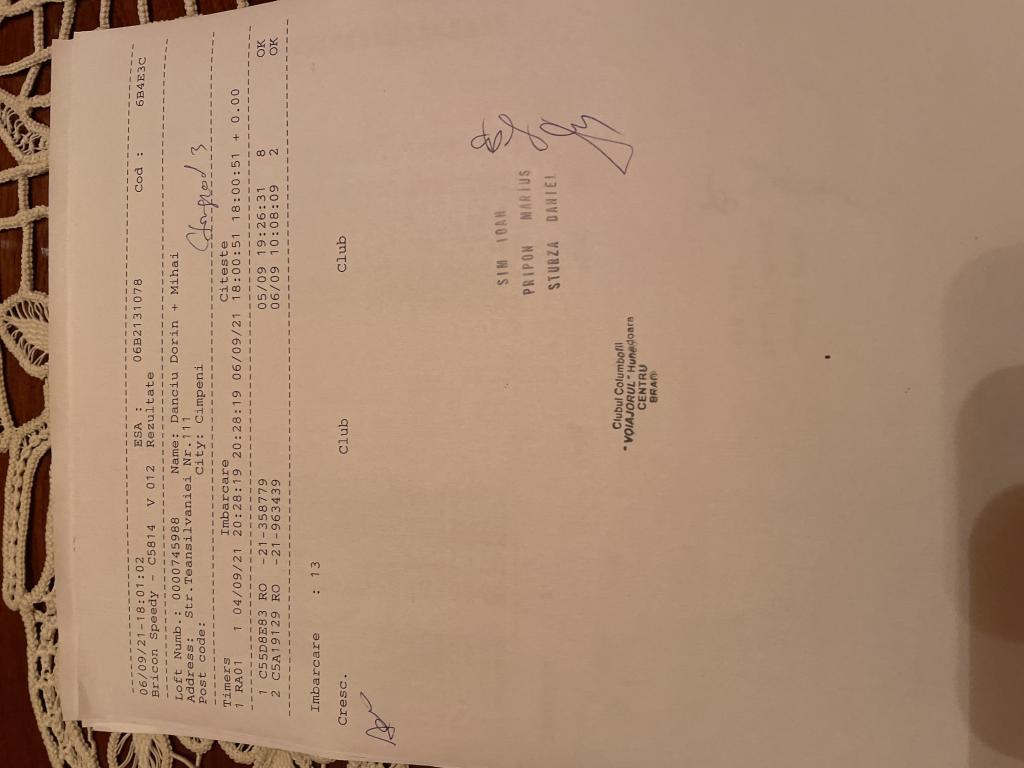 06/09/21-18:01:02 ESA : 06B2131078 Cod : 6B4E3C
Bricon Speedy - C5814 V 012 Rezultate
Loft Numb.: 0000745988 Name: Danciu Dorin + Mihai
Address: Str.Teansilvaniei Nr.111
Post code: City: Cimpeni
Timers Imbarcare Citeste
1 RA01 1 04/09/21 20:28:19 20:28:19 06/09/21 18:00:51 18:00:51 + 0.00
1 C55D8E83 RO -21-358779 05/09 19:26:31 8 OK
2 C5A19129 RO -21-963439 06/09 10:08:09 2 OK
Imbarcare : 13
Cresc. Club Club
SIM IOAN
PRIPON MARIUS
STURZA DANIEL
Clubul Columbofil
"VOIAJORUL" Hunedoara
CENTRU
BRAD